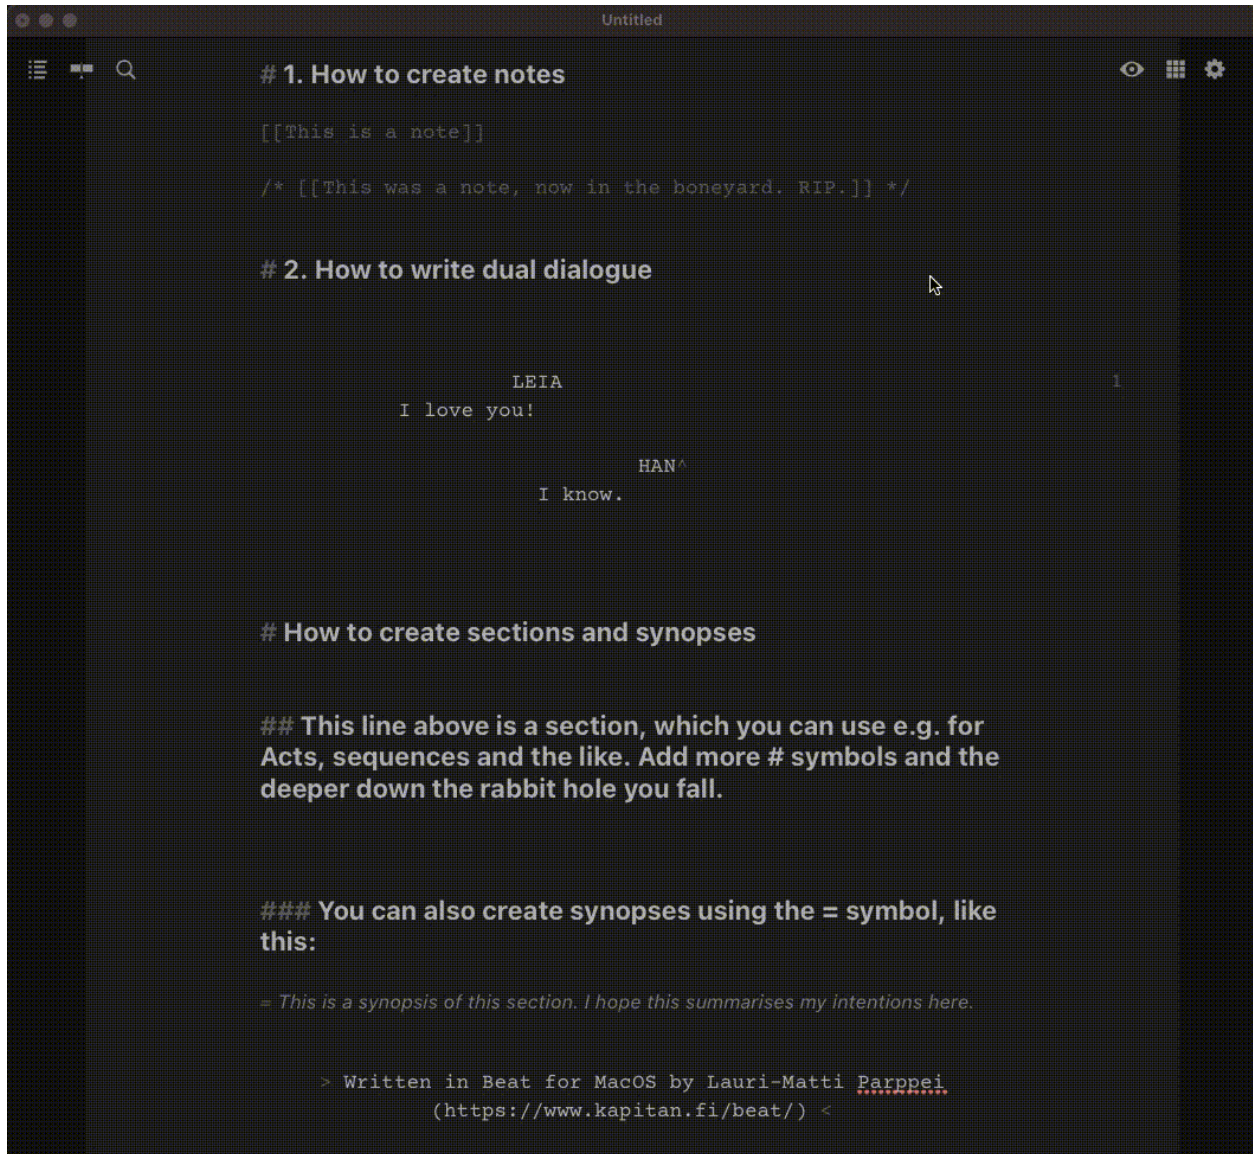 Untitled
# 1. How to create notes
[[This is a note]]
/* [[This was a note, now in the boneyard. RIP.]] */
# 2. How to write dual dialogue
LEIA 1
I love you!
HAN^
I know.
# How to create sections and synopses
## This line above is a section, which you can use e.g. for
Acts, sequences and the like. Add more # symbols and the
deeper down the rabbit hole you fall.
### You can also create synopses using the = symbol, like
this:
= This is a synopsis of this section. I hope this summarises my intentions here.
> Written in Beat for MacOS by Lauri-Matti Parppei
(https://www.kapitan.fi/beat/) <